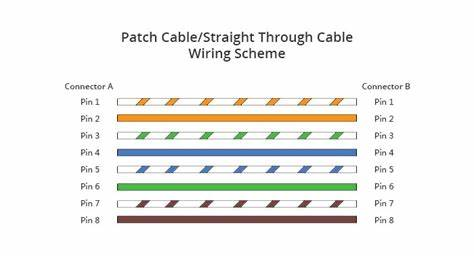 Patch Cable/Straight Through Cable
Wiring Scheme
Connector A Connector B
Pin 1 Pin 1
Pin 2 Pin 2
Pin 3 Pin 3
Pin 4 Pin 4
Pin 5 Pin 5
Pin 6 Pin 6
Pin 7 Pin 7
Pin 8 Pin 8